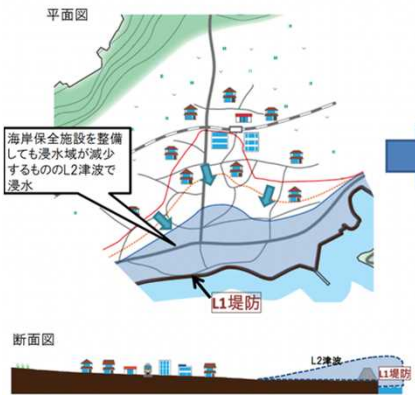 平面図
海岸保全施設を整備
しても浸水域が減少
するもののL2津波で
浸水
L1堤防
断面図
L2津波
L1堤防